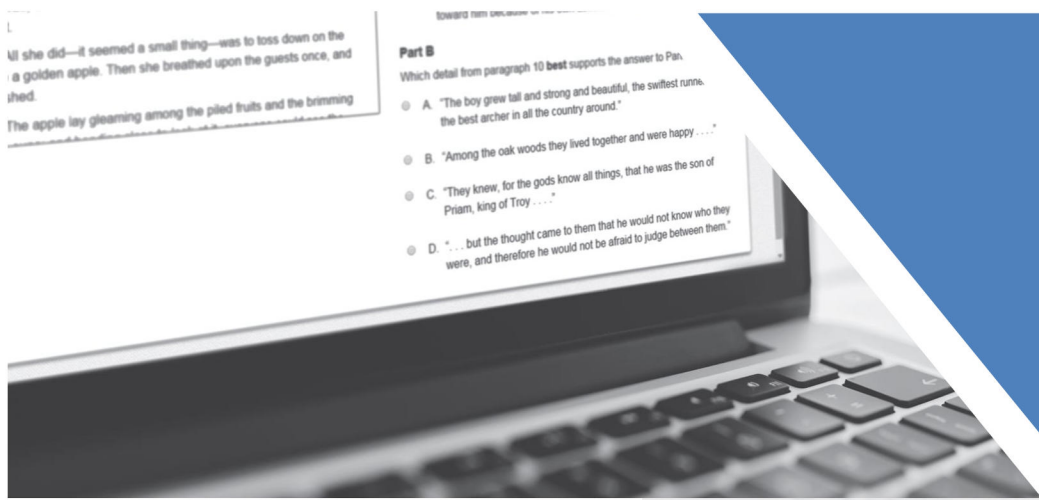 All she did—it seemed a small thing—was to toss down on the
a golden apple. Then she breathed upon the guests once, and
The apple lay gleaming among the piled fruits and the brimming
toward him because of his
Part B
Which detail from paragraph 10 best supports the answer to
A. "The boy grew tall and strong and beautiful, the swiftest
the best archer in all the country around."
B. "Among the oak woods they lived together and were happy . . . ."
C. "They knew, for the gods know all things, that he was the son of
Priam, king of Troy . . . ."
D. ". . . but the thought came to them that he would not know who they
were, and therefore he would not be afraid to judge between them."